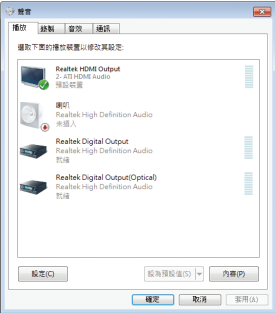 聲音
播放
錄製
音效
通訊
選取下面的播放裝置以修改其設定:
Realtek HDMI Output
2- ATI HDMI Audio
預設裝置
喇叭
Realtek High Definition Audio
未插入
Realtek Digital Output
Realtek High Definition Audio
就緒
Realtek Digital Output(Optical)
Realtek High Definition Audio
就緒
設定(C)
設為預設值(S)
內容(P)
確定
取消
套用(A)